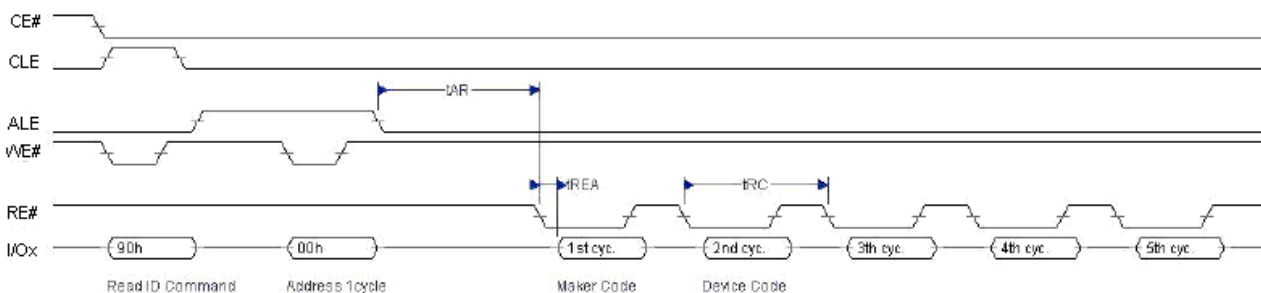 CE#
CLE
tAR
ALE
WE#
tREA
tRC
RE#
I/Ox 90h 00h 1st cyc. 2nd cyc. 3th cyc. 4th cyc. 5th cyc.
Read ID Command Address 1cycle Maker Code Device Code